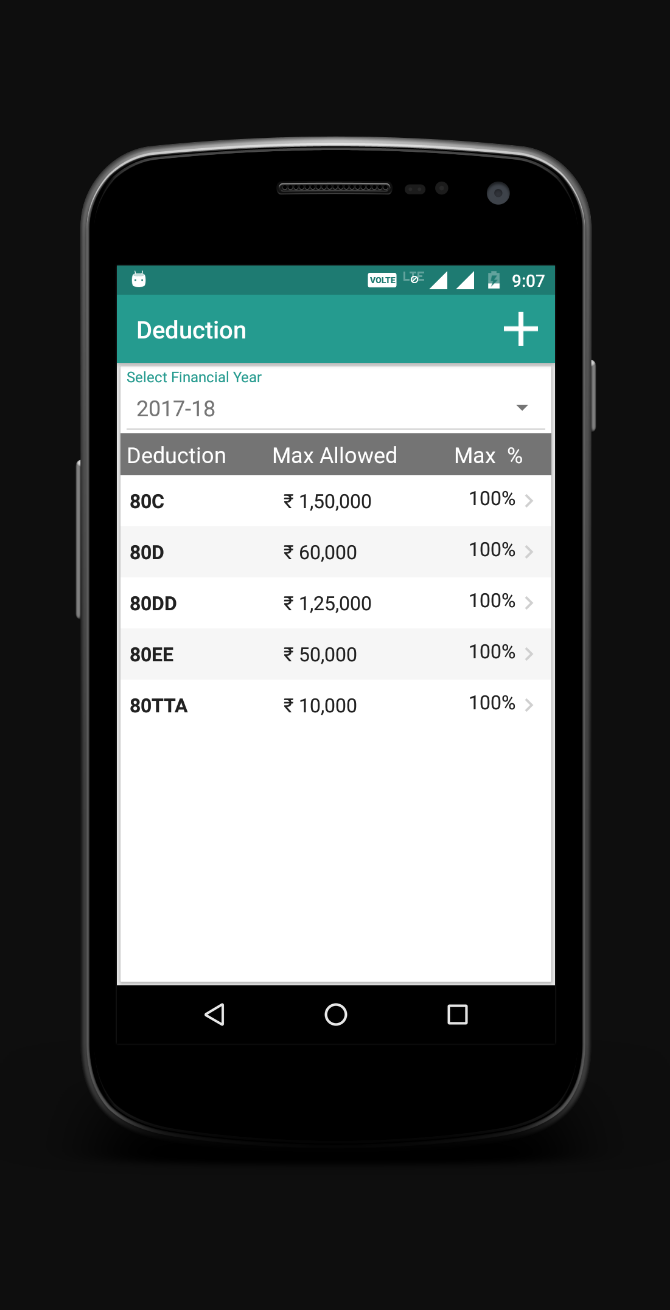 VOLTE LTE 9:07
Deduction
Select Financial Year
2017-18
Deduction Max Allowed Max %
80C ₹ 1,50,000 100%
80D ₹ 60,000 100%
80DD ₹ 1,25,000 100%
80EE ₹ 50,000 100%
80TTA ₹ 10,000 100%